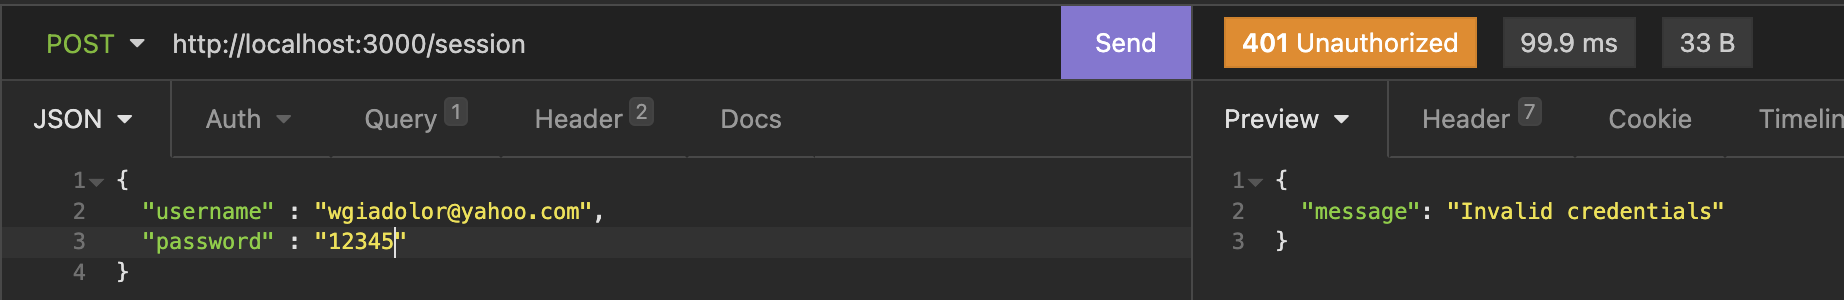 POST http://localhost:3000/session Send 401 Unauthorized 99.9 ms 33 B
JSON Auth Query 1 Header 2 Docs Preview Header 7 Cookie Timelin
1 {
2 "username" : "wgiadolor@yahoo.com",
3 "password" : "12345"
4 }
1 {
2 "message": "Invalid credentials"
3 }